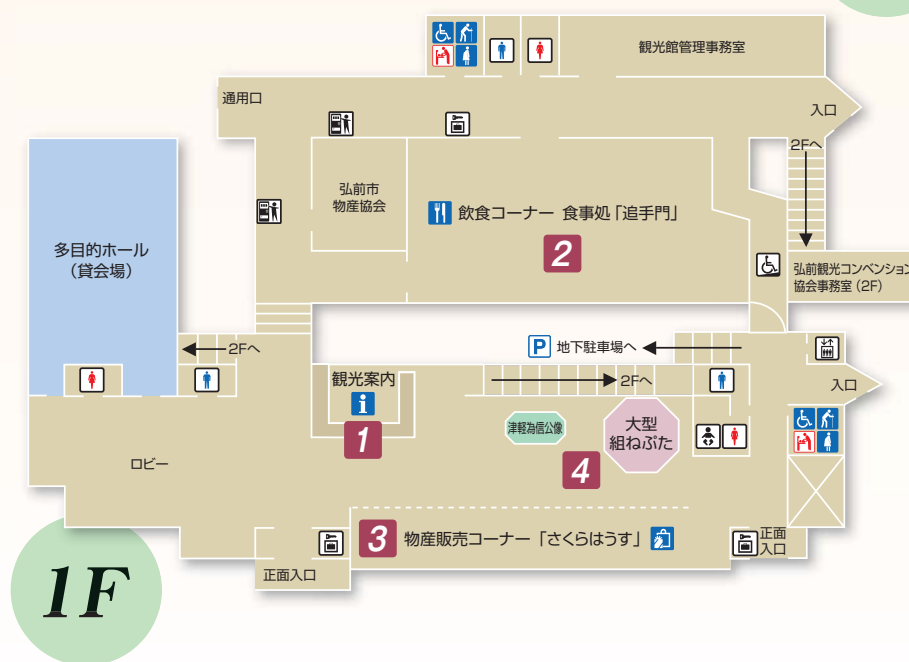 観光館管理事務室
通用口
入口
2Fへ
弘前市
物産協会
飲食コーナー 食事処「追手門」
2
多目的ホール
（貸会場）
弘前観光コンベンション
協会事務室（2F）
2Fへ
P 地下駐車場へ
観光案内
i
1
2Fへ
入口
津軽為信公像
大型
組ねぷた
4
ロビー
3 物産販売コーナー「さくらはうす」
正面
入口
正面入口
1F